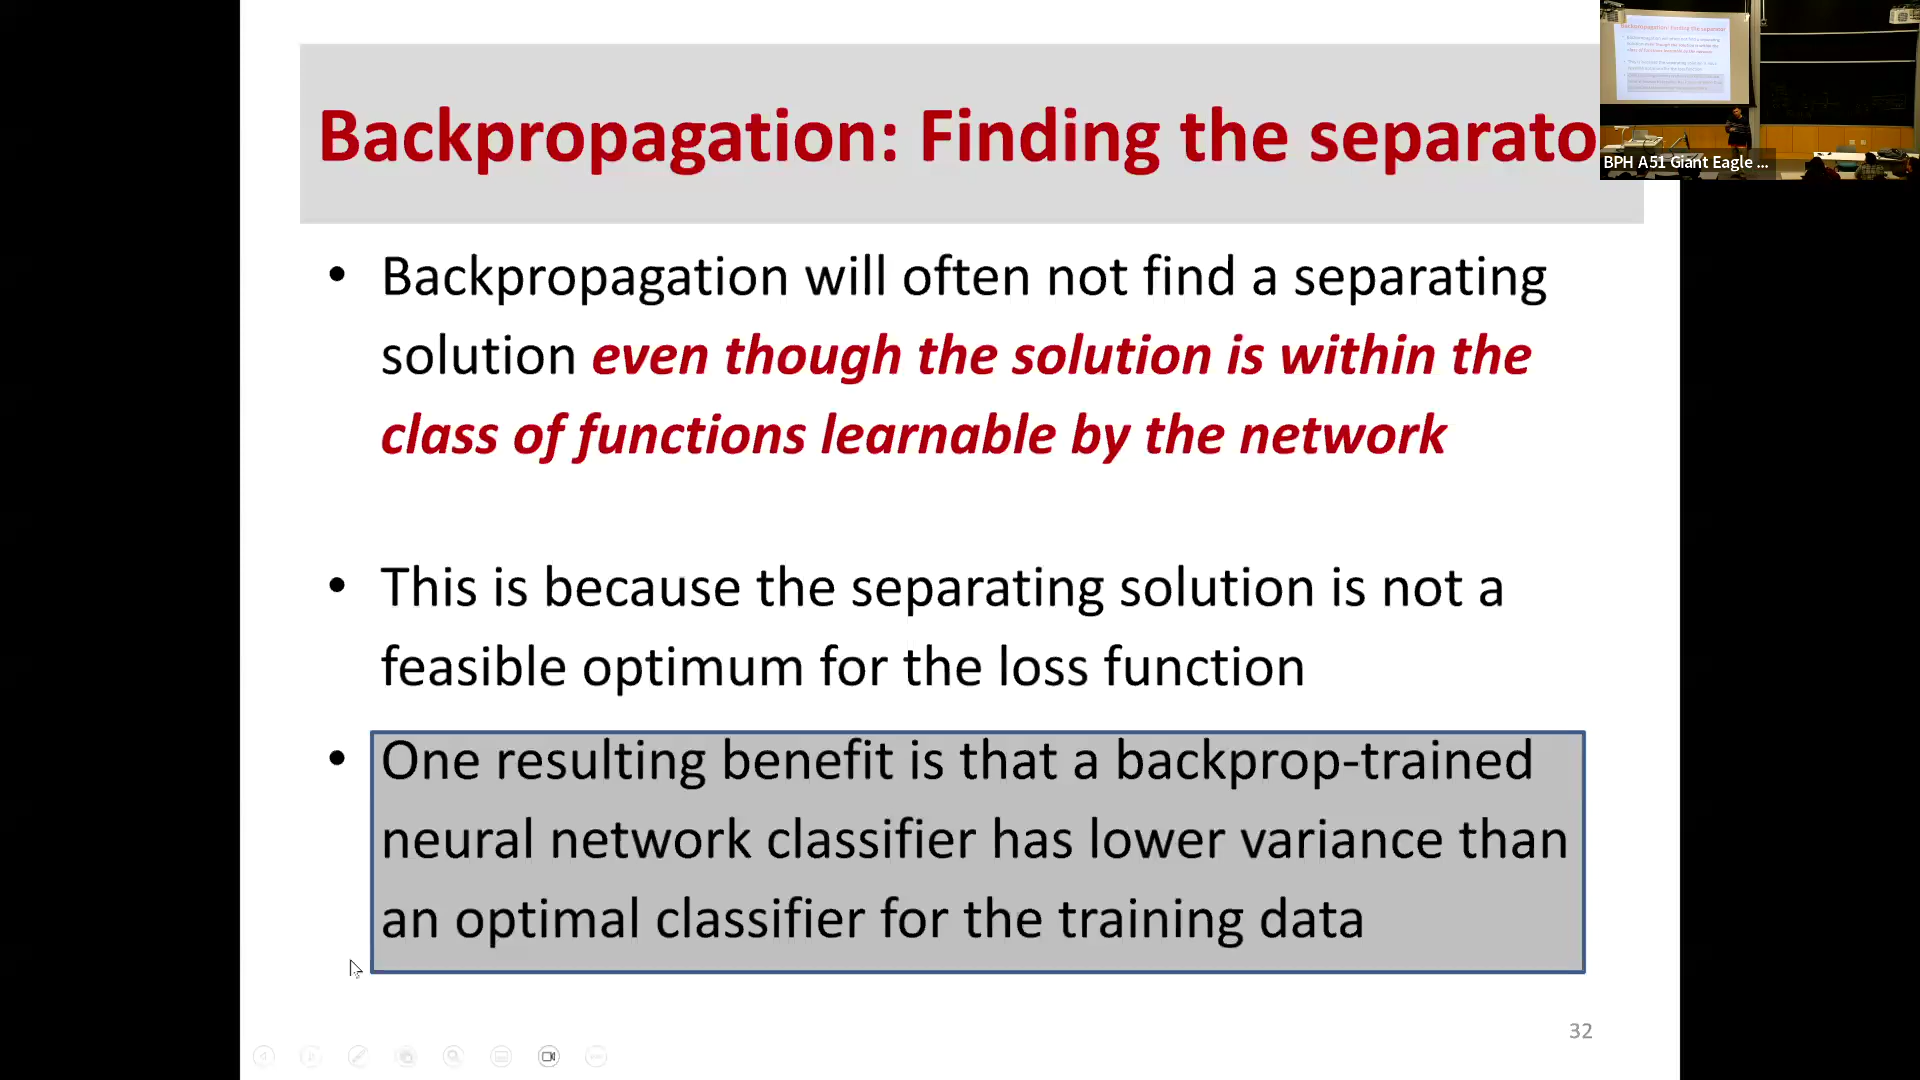 Backpropagation: Finding the separato
BPH A51 Giant Eagle ...
• Backpropagation will often not find a separating
solution even though the solution is within the
class of functions learnable by the network
• This is because the separating solution is not a
feasible optimum for the loss function
• One resulting benefit is that a backprop-trained
neural network classifier has lower variance than
an optimal classifier for the training data
32